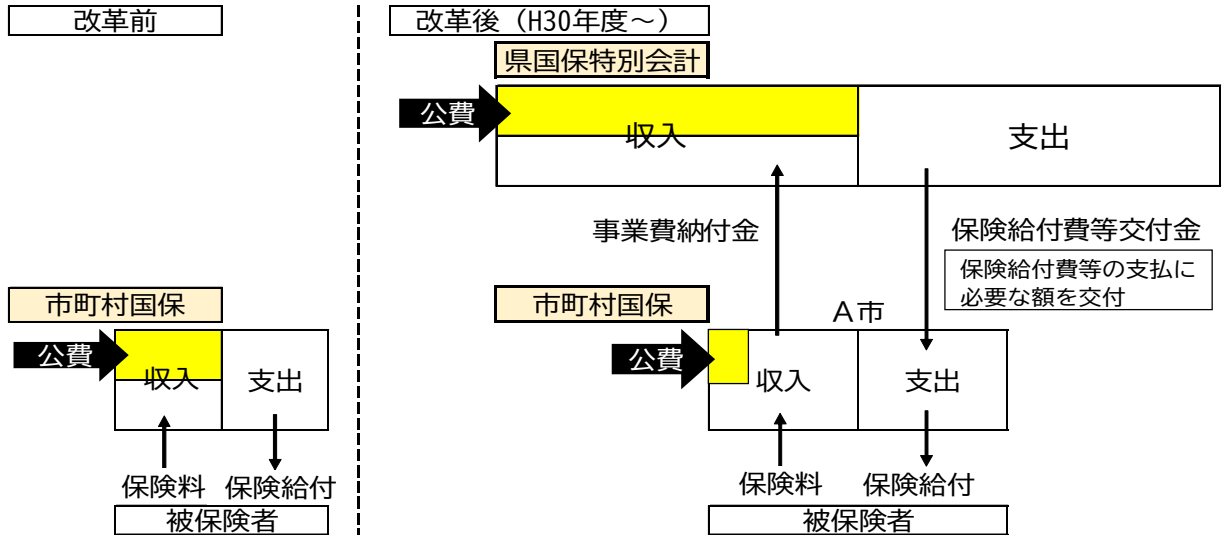 改革前
市町村国保
公費
収入
支出
保険料
保険給付
被保険者
改革後（H30年度～）
県国保特別会計
公費
収入
支出
事業費納付金
保険給付費等交付金
保険給付費等の支払に
必要な額を交付
市町村国保
A市
公費
収入
支出
保険料
保険給付
被保険者